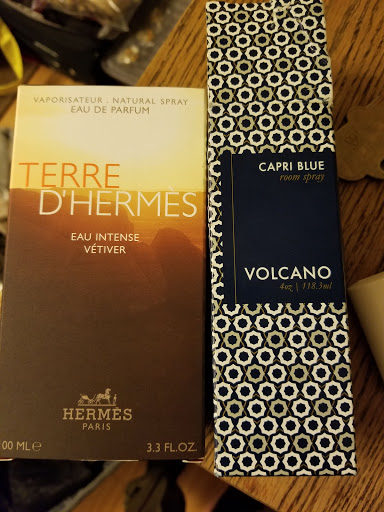 VAPORISATEUR . NATURAL SPRAY
EAU DE PARFUM
TERRE
D'HERMÈS
EAU INTENSE
VÉTIVER
HERMÈS
PARIS
00 ML e
3.3 FL.OZ.
CAPRI BLUE
room spray
VOLCANO
4oz | 118.3ml